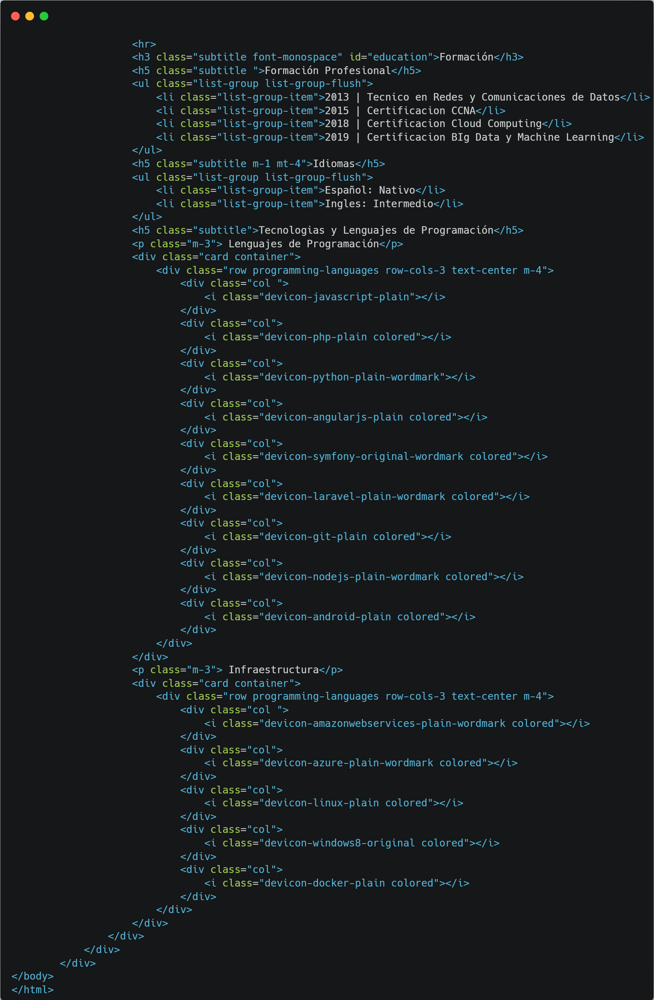 <hr>
<h3 class="subtitle font-monospace" id="education">Formación</h3>
<h5 class="subtitle ">Formación Profesional</h5>
<ul class="list-group list-group-flush">
<li class="list-group-item">2013 | Tecnico en Redes y Comunicaciones de Datos</li>
<li class="list-group-item">2015 | Certificacion CCNA</li>
<li class="list-group-item">2018 | Certificacion Cloud Computing</li>
<li class="list-group-item">2019 | Certificacion BIg Data y Machine Learning</li>
</ul>
<h5 class="subtitle m-1 mt-4">Idiomas</h5>
<ul class="list-group list-group-flush">
<li class="list-group-item">Español: Nativo</li>
<li class="list-group-item">Ingles: Intermedio</li>
</ul>
<h5 class="subtitle">Tecnologias y Lenguajes de Programación</h5>
<p class="m-3"> Lenguajes de Programación</p>
<div class="card container">
<div class="row programming-languages row-cols-3 text-center m-4">
<div class="col ">
<i class="devicon-javascript-plain"></i>
</div>
<div class="col">
<i class="devicon-php-plain colored"></i>
</div>
<div class="col">
<i class="devicon-python-plain-wordmark"></i>
</div>
<div class="col">
<i class="devicon-angularjs-plain colored"></i>
</div>
<div class="col">
<i class="devicon-symfony-original-wordmark colored"></i>
</div>
<div class="col">
<i class="devicon-laravel-plain-wordmark colored"></i>
</div>
<div class="col">
<i class="devicon-git-plain colored"></i>
</div>
<div class="col">
<i class="devicon-nodejs-plain-wordmark colored"></i>
</div>
<div class="col">
<i class="devicon-android-plain colored"></i>
</div>
</div>
</div>
<p class="m-3"> Infraestructura</p>
<div class="card container">
<div class="row programming-languages row-cols-3 text-center m-4">
<div class="col ">
<i class="devicon-amazonwebservices-plain-wordmark colored"></i>
</div>
<div class="col">
<i class="devicon-azure-plain-wordmark colored"></i>
</div>
<div class="col">
<i class="devicon-linux-plain colored"></i>
</div>
<div class="col">
<i class="devicon-windows8-original colored"></i>
</div>
<div class="col">
<i class="devicon-docker-plain colored"></i>
</div>
</div>
</div>
</div>
</div>
</div>
</body>
</html>